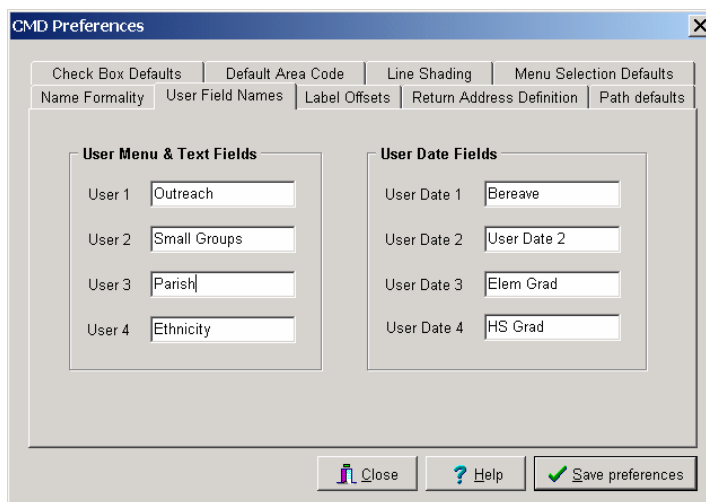 CMD Preferences
Check Box Defaults Default Area Code Line Shading Menu Selection Defaults
Name Formality User Field Names Label Offsets Return Address Definition Path defaults
User Menu & Text Fields User Date Fields
User 1 Outreach User Date 1 Bereave
User 2 Small Groups User Date 2 User Date 2
User 3 Parish User Date 3 Elem Grad
User 4 Ethnicity User Date 4 HS Grad
Close Help Save preferences